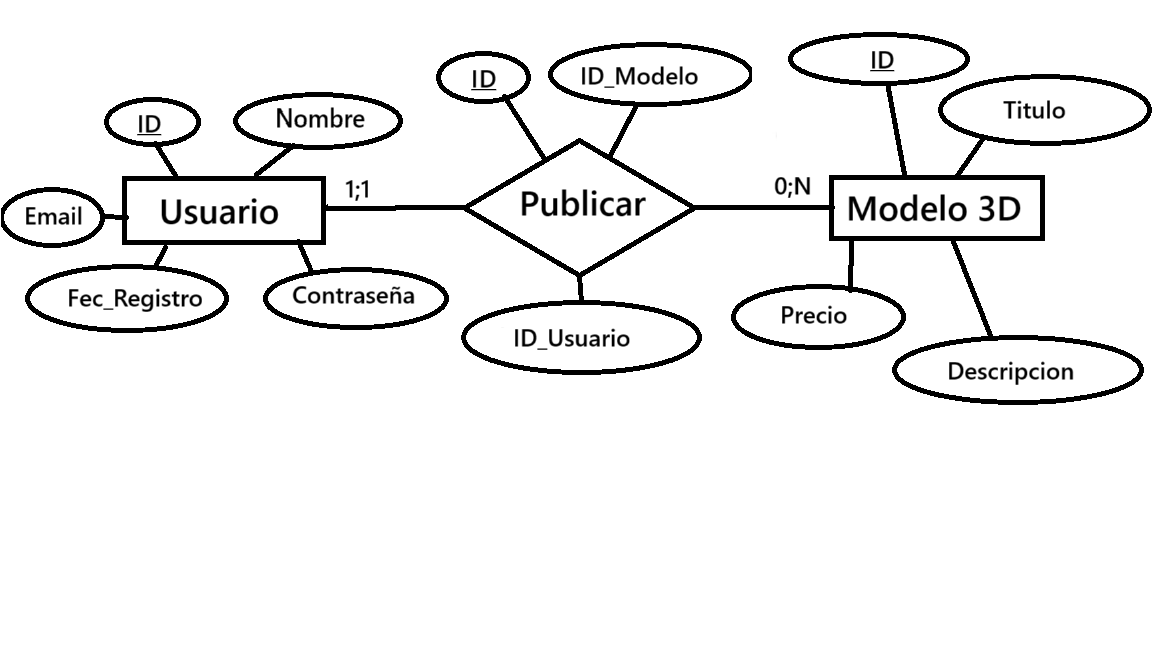 ID
Nombre
Email
Usuario
Fec_Registro
Contraseña
1;1
ID
ID_Modelo
Publicar
ID_Usuario
0;N
ID
Titulo
Modelo 3D
Precio
Descripcion